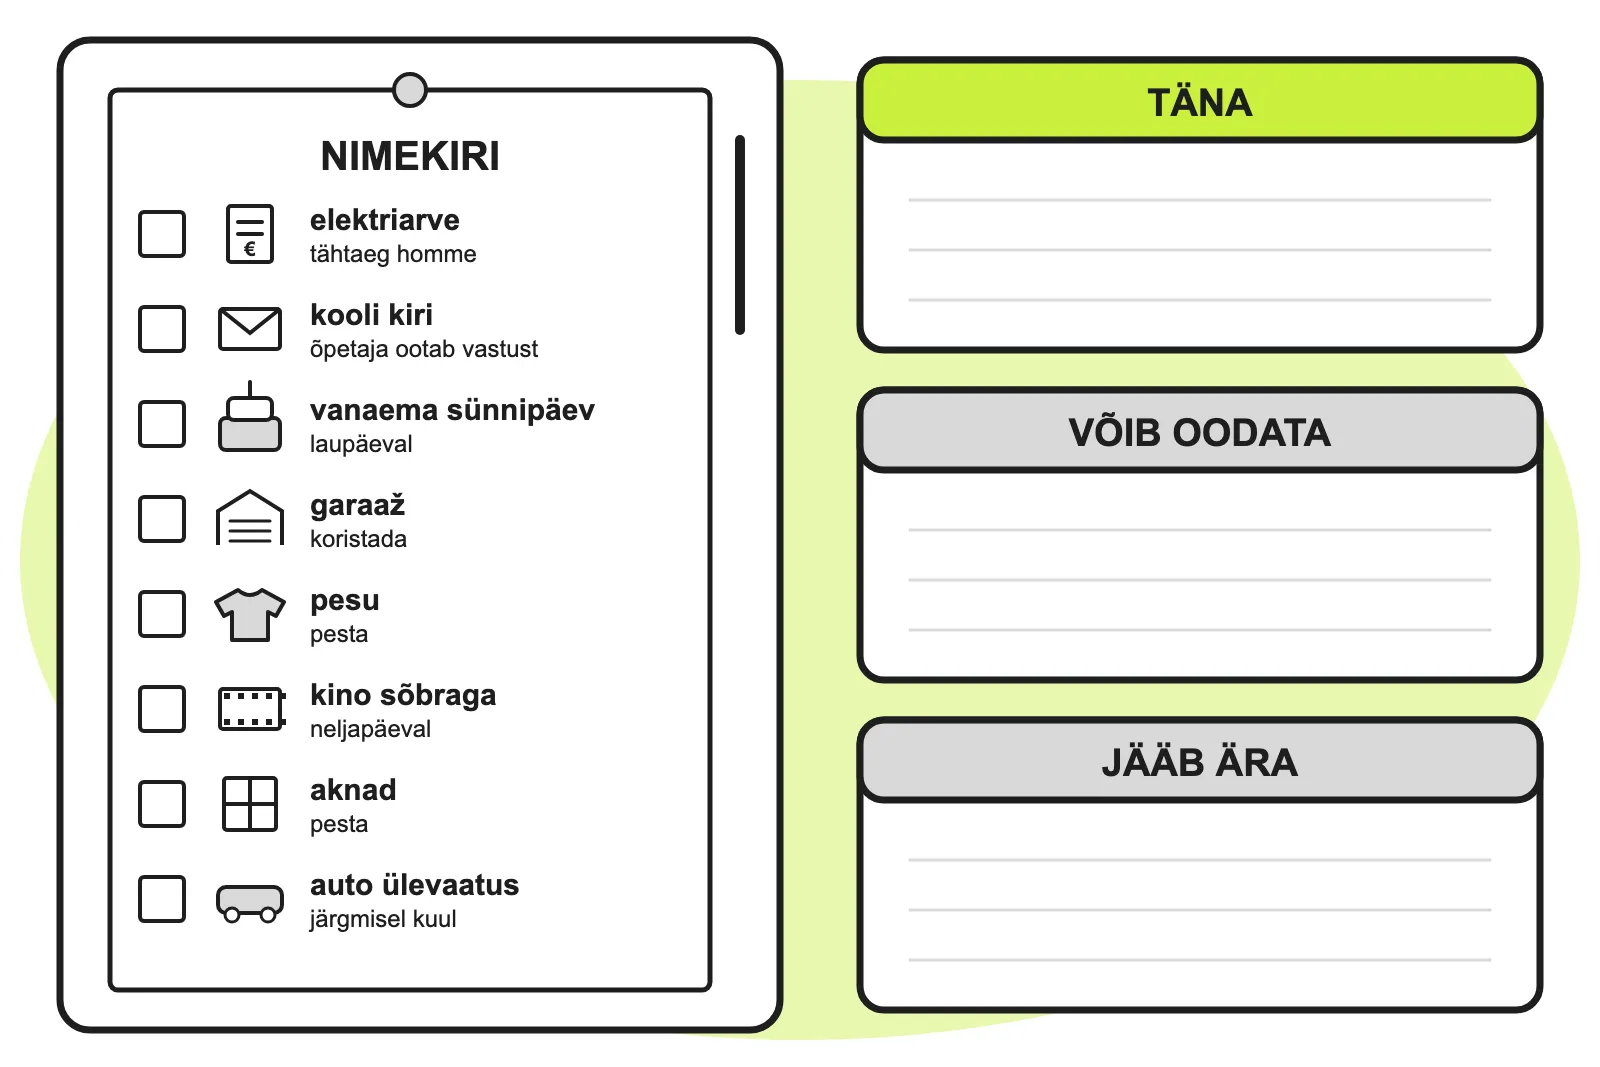 NIMEKIRI
€
elektriarve
tähtaeg homme
kooli kiri
õpetaja ootab vastust
vanaema sünnipäev
laupäeval
garaaž
koristada
pesu
pesta
kino sõbraga
neljapäeval
aknad
pesta
auto ülevaatus
järgmisel kuul
TÄNA
VÕIB OODATA
JÄÄB ÄRA